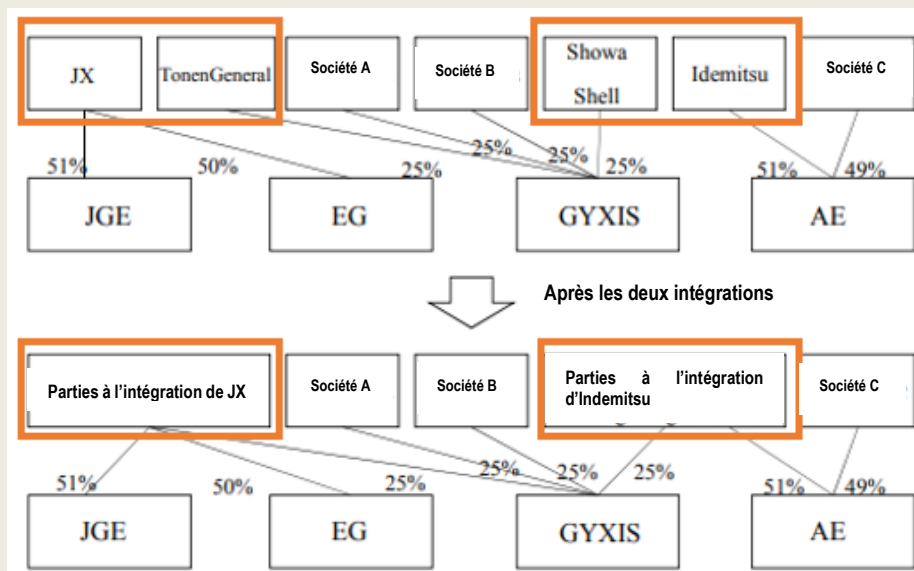 JX
TonenGeneral
Société A
Société B
Showa
Shell
Idemitsu
Société C
51%
50%
25%
25%
25%
25%
51%
49%
JGE
EG
GYXIS
AE
Après les deux intégrations
Parties à l'intégration de JX
Société A
Société B
Parties à l'intégration
d'Indemitsu
Société C
51%
50%
25%
25%
25%
25%
51%
49%
JGE
EG
GYXIS
AE